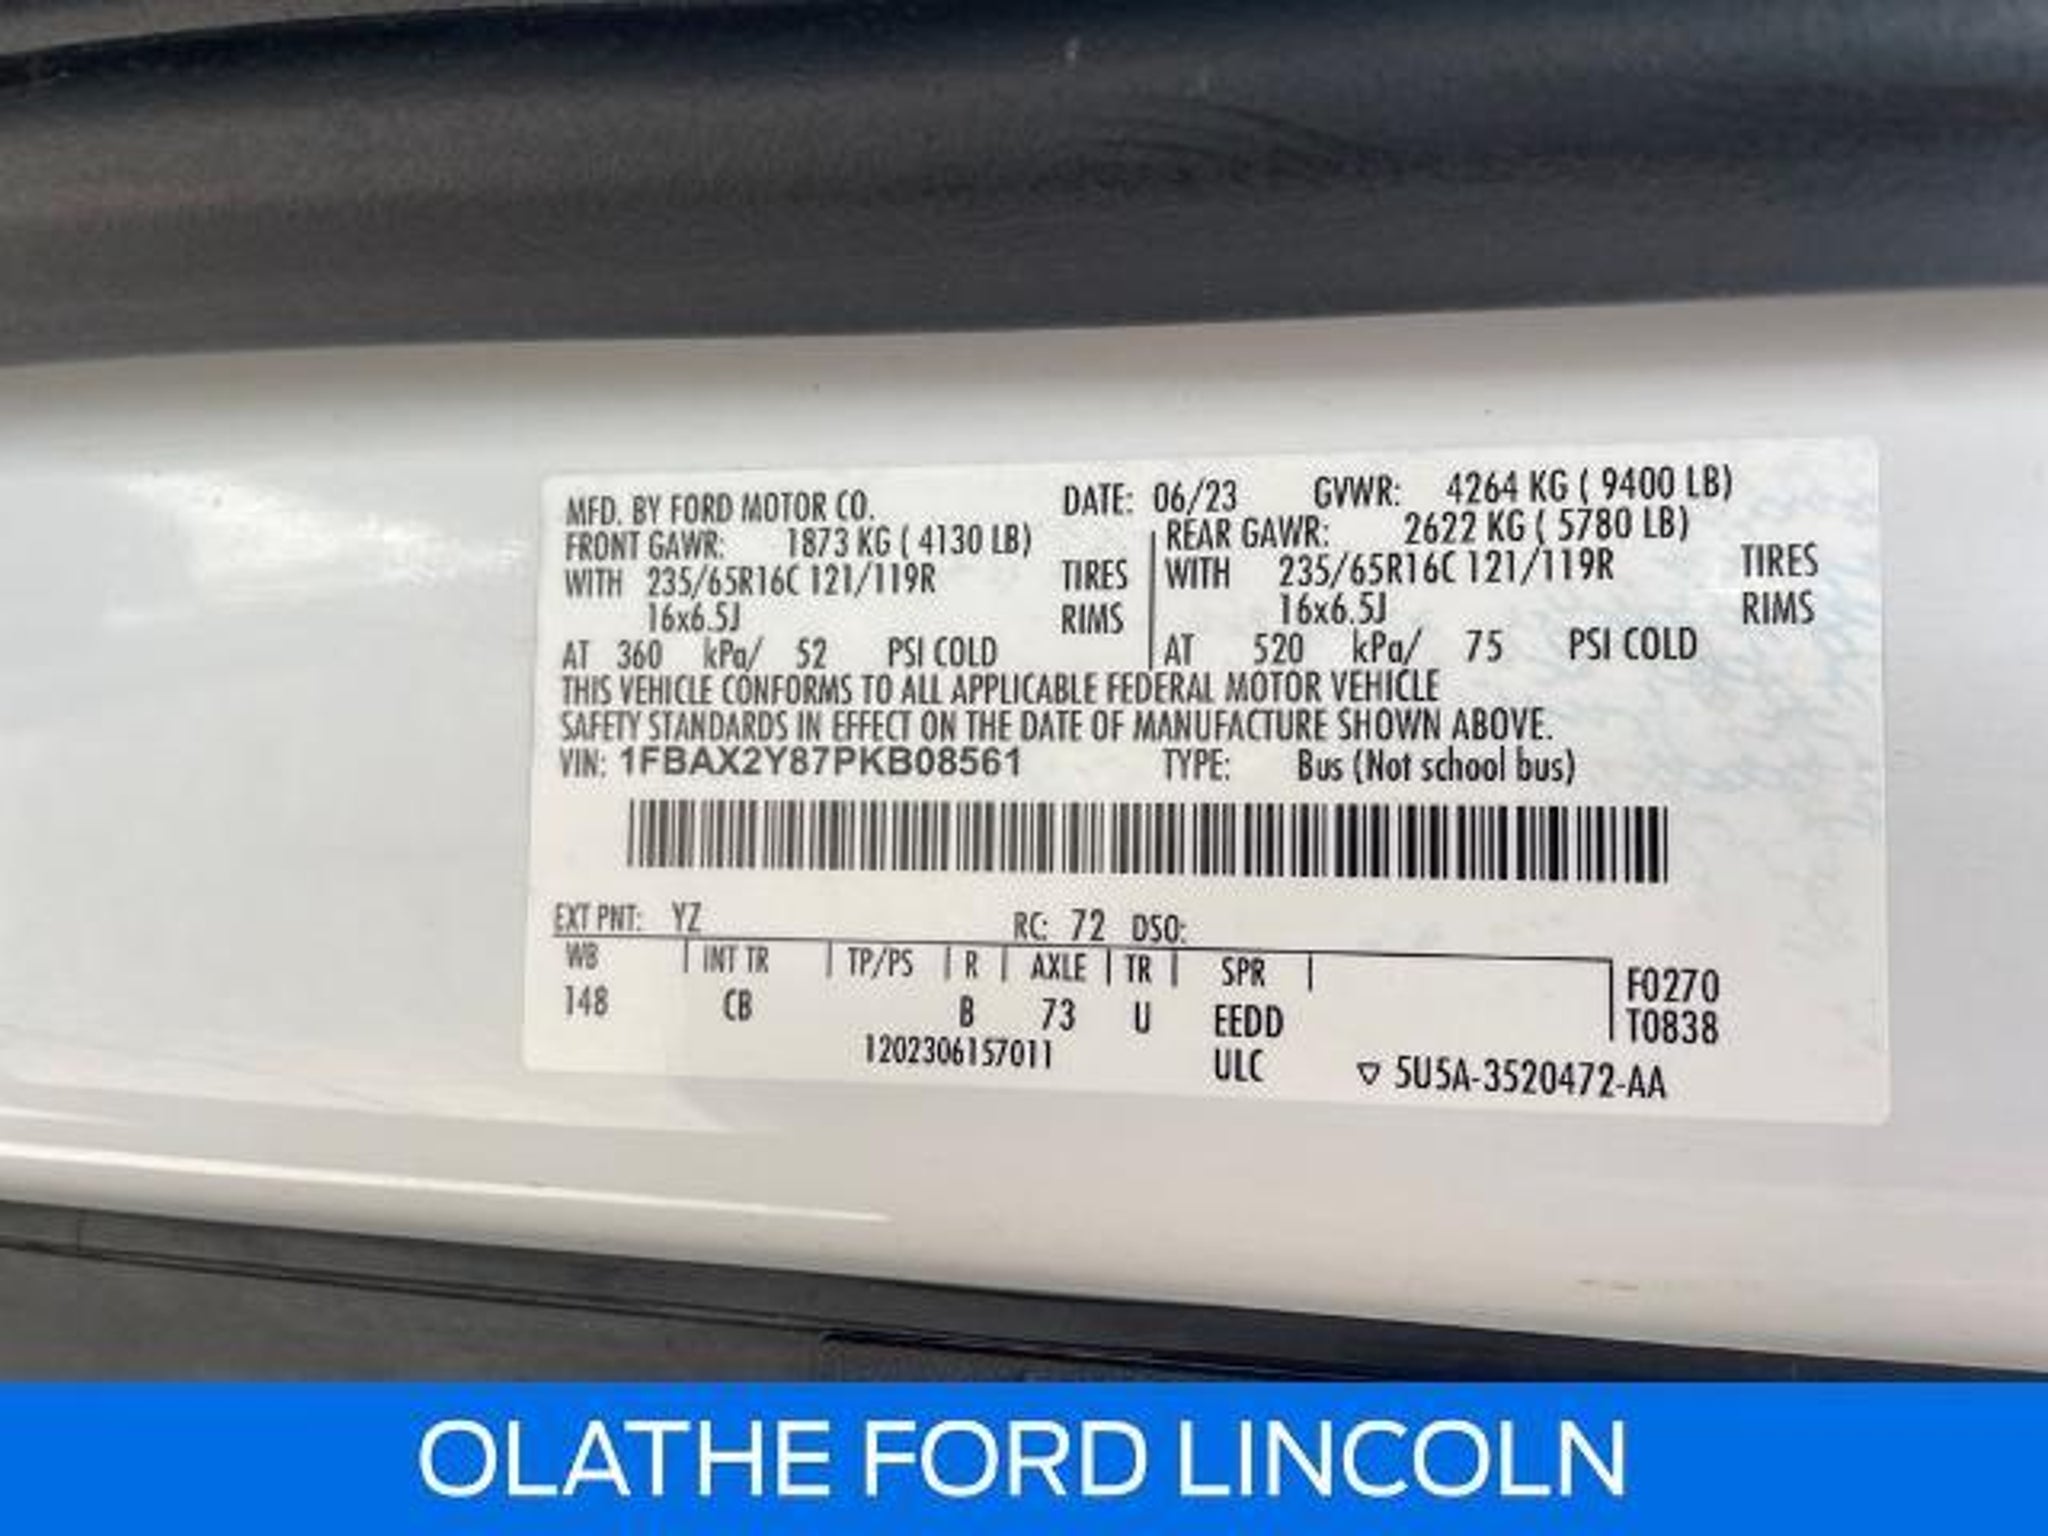 MFD. BY FORD MOTOR CO. DATE: 06/23 GVWR: 4264 KG ( 9400 LB)
FRONT GAWR: 1873 KG ( 4130 LB) REAR GAWR: 2622 KG ( 5780 LB)
WITH 235/65R16C 121/119R TIRES WITH 235/65R16C 121/119R TIRES
16x6.5J RIMS 16x6.5J RIMS
AT 360 kPa/ 52 PSI COLD AT 520 kPa/ 75 PSI COLD
THIS VEHICLE CONFORMS TO ALL APPLICABLE FEDERAL MOTOR VEHICLE
SAFETY STANDARDS IN EFFECT ON THE DATE OF MANUFACTURE SHOWN ABOVE.
VIN: 1FBAX2Y87PKB08561 TYPE: Bus (Not school bus)
EXT PNT: YZ RC: 72 DSO:
WB INT TR TP/PS R AXLE TR SPR F0270
148 CB B 73 U EEDD T0838
1202306157011 ULC ▽ 5U5A-3520472-AA
OLATHE FORD LINCOLN